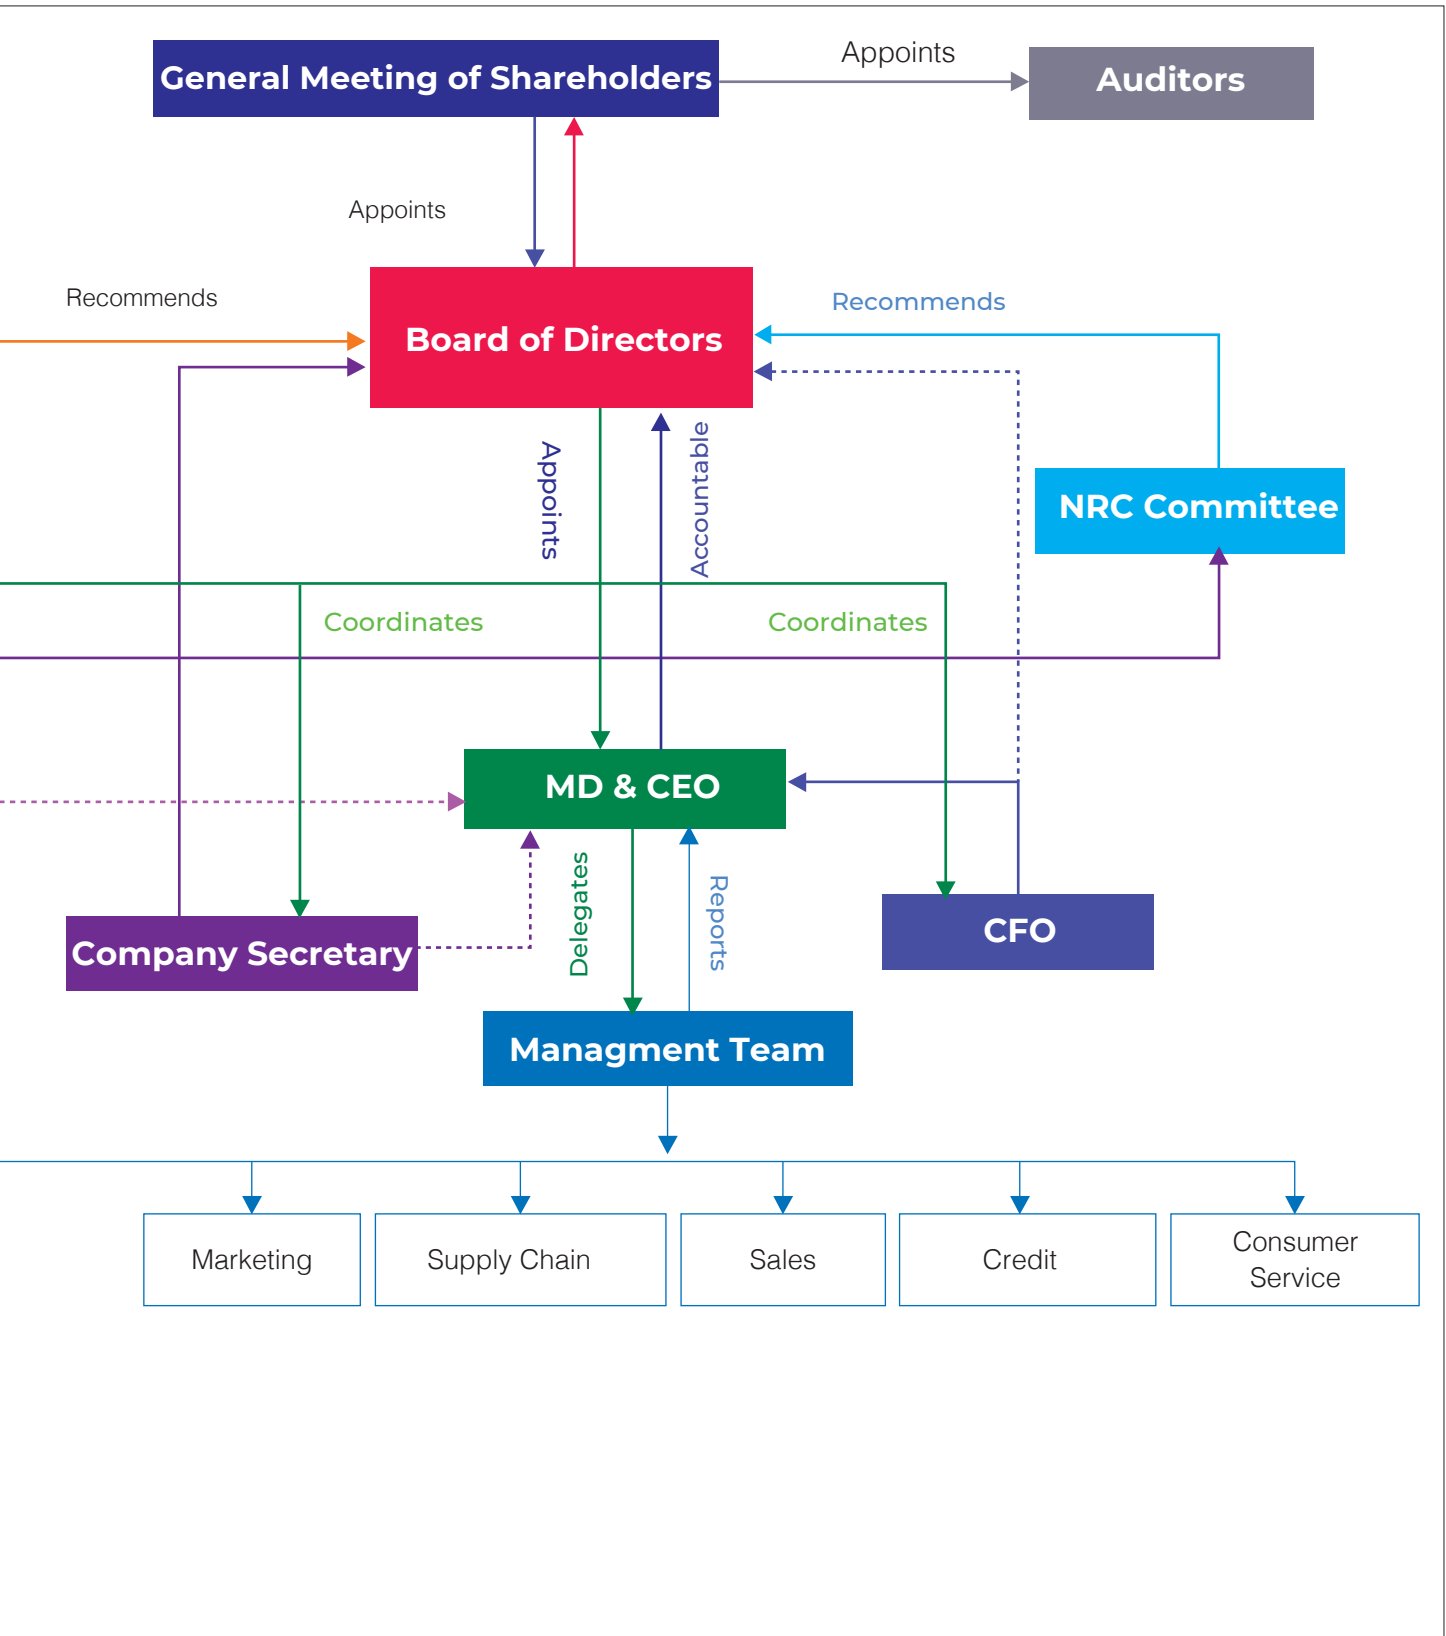 Appoints
General Meeting of Shareholders
Auditors
Appoints
Recommends
Recommends
Board of Directors
Appoints
Accountable
NRC Committee
Coordinates
Coordinates
MD & CEO
Delegates
Reports
Company Secretary
CFO
Managment Team
Marketing
Supply Chain
Sales
Credit
Consumer
Service